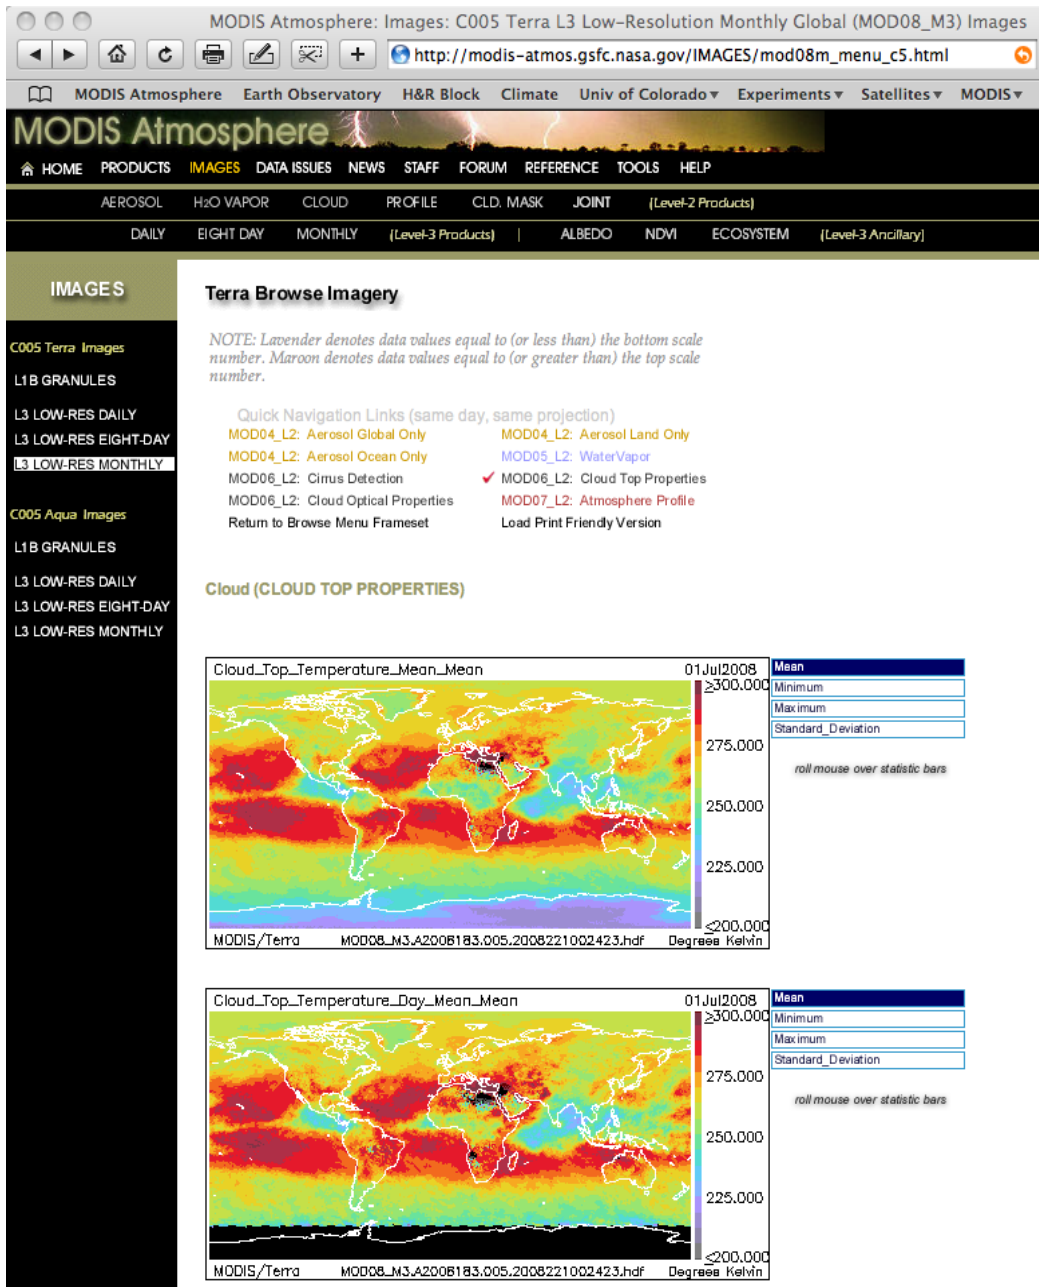 MODIS Atmosphere: Images: C005 Terra L3 Low-Resolution Monthly Global (MOD08_M3) Images
http://modis-atmos.gsfc.nasa.gov/IMAGES/mod08m_menu_c5.html
MODIS Atmosphere Earth Observatory H&R Block Climate Univ of Colorado Experiments Satellites MODIS
MODIS Atmosphere
HOME PRODUCTS IMAGES DATA ISSUES NEWS STAFF FORUM REFERENCE TOOLS HELP
AEROSOL H2O VAPOR CLOUD PROFILE CLD. MASK JOINT (Level-2 Products)
DAILY EIGHT DAY MONTHLY (Level-3 Products) | ALBEDO NDVI ECOSYSTEM (Level-3 Ancillary)
IMAGES
C005 Terra Images
L1B GRANULES
L3 LOW-RES DAILY
L3 LOW-RES EIGHT-DAY
L3 LOW-RES MONTHLY
C005 Aqua Images
L1B GRANULES
L3 LOW-RES DAILY
L3 LOW-RES EIGHT-DAY
L3 LOW-RES MONTHLY
Terra Browse Imagery
NOTE: Lavender denotes data values equal to (or less than) the bottom scale
number. Maroon denotes data values equal to (or greater than) the top scale
number.
Quick Navigation Links (same day, same projection)
MOD04_L2: Aerosol Global Only MOD04_L2: Aerosol Land Only
MOD04_L2: Aerosol Ocean Only MOD05_L2: WaterVapor
MOD06_L2: Cirrus Detection MOD06_L2: Cloud Top Properties
MOD06_L2: Cloud Optical Properties MOD07_L2: Atmosphere Profile
Return to Browse Menu Frameset Load Print Friendly Version
Cloud (CLOUD TOP PROPERTIES)
Cloud_Top_Temperature_Mean_Mean 01Jul2008
≥300.000
275.000
250.000
225.000
≤200.000
MODIS/Terra MOD08_M3.A2008183.005.2008221002423.hdf Degrees Kelvin
Mean
Minimum
Maximum
Standard_Deviation
roll mouse over statistic bars
Cloud_Top_Temperature_Day_Mean_Mean 01Jul2008
≥300.000
275.000
250.000
225.000
≤200.000
MODIS/Terra MOD08_M3.A2008183.005.2008221002423.hdf Degrees Kelvin
Mean
Minimum
Maximum
Standard_Deviation
roll mouse over statistic bars